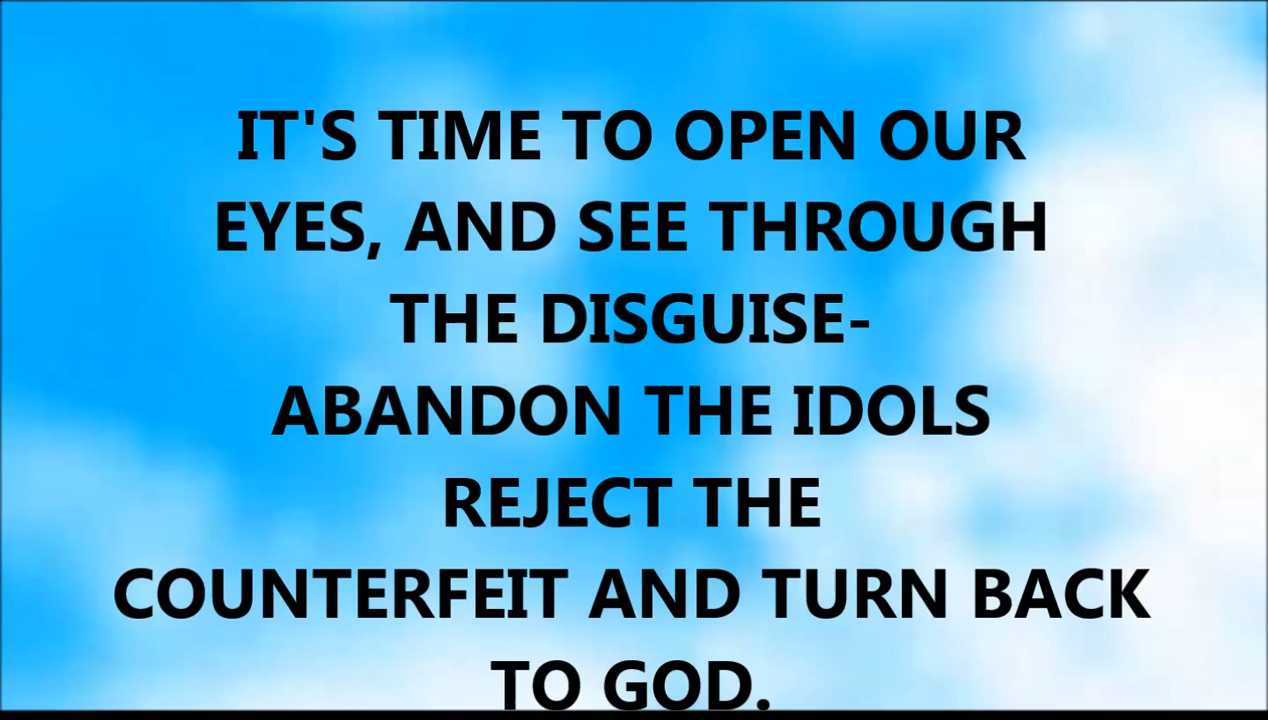 IT'S TIME TO OPEN OUR
EYES, AND SEE THROUGH
THE DISGUISE-
ABANDON THE IDOLS
REJECT THE
COUNTERFEIT AND TURN BACK
TO GOD.